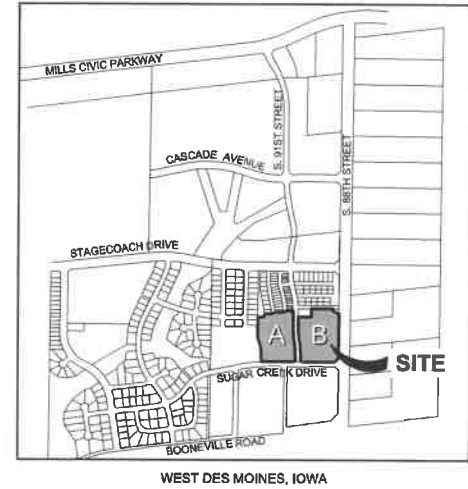 MILLS CIVIC PARKWAY
S. 91ST STREET
S. 88TH STREET
CASCADE AVENUE
STAGECOACH DRIVE
A
B
SITE
SUGAR CREEK DRIVE
BOONEVILLE ROAD
WEST DES MOINES, IOWA